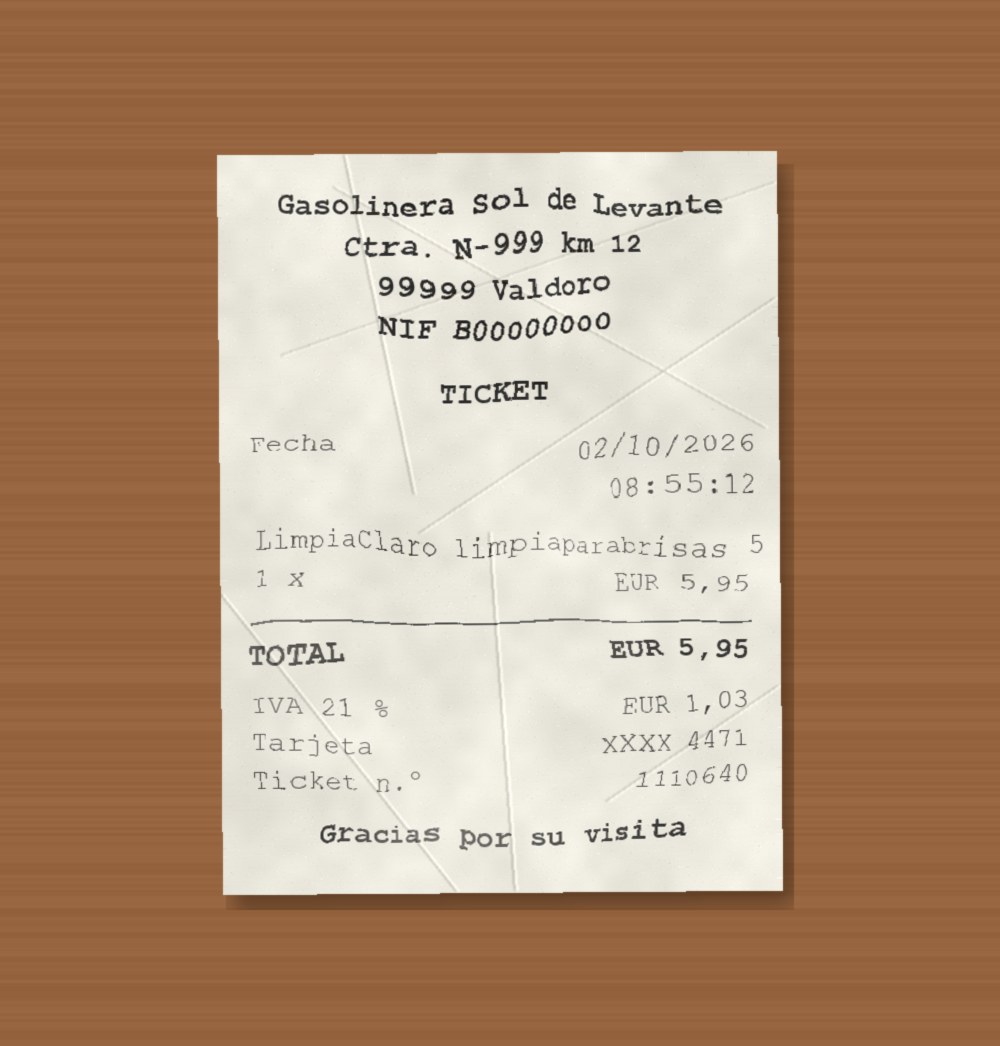 Gasolinera Sol de Levante
Ctra. N-999 km 12
99999 Valdoro
NIF B00000000
TICKET
Fecha 02/10/2026
08:55:12
LimpiaClaro limpiaparabrisas 5
1 x EUR 5,95
TOTAL EUR 5,95
IVA 21 % EUR 1,03
Tarjeta XXXX 4471
Ticket n.° 1110640
Gracias por su visita